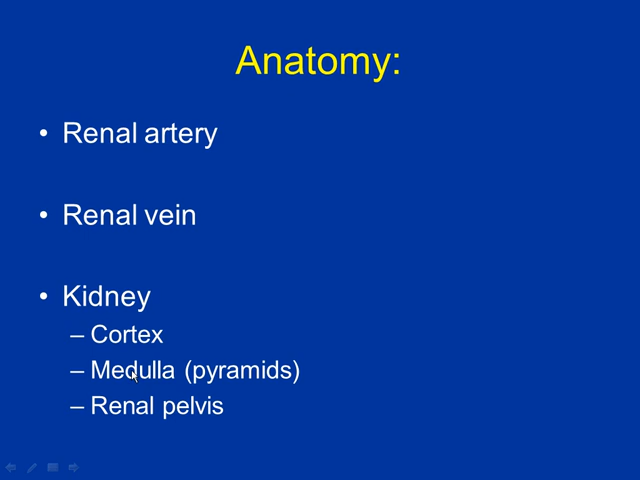 Anatomy:
• Renal artery
• Renal vein
• Kidney
– Cortex
– Medulla (pyramids)
– Renal pelvis